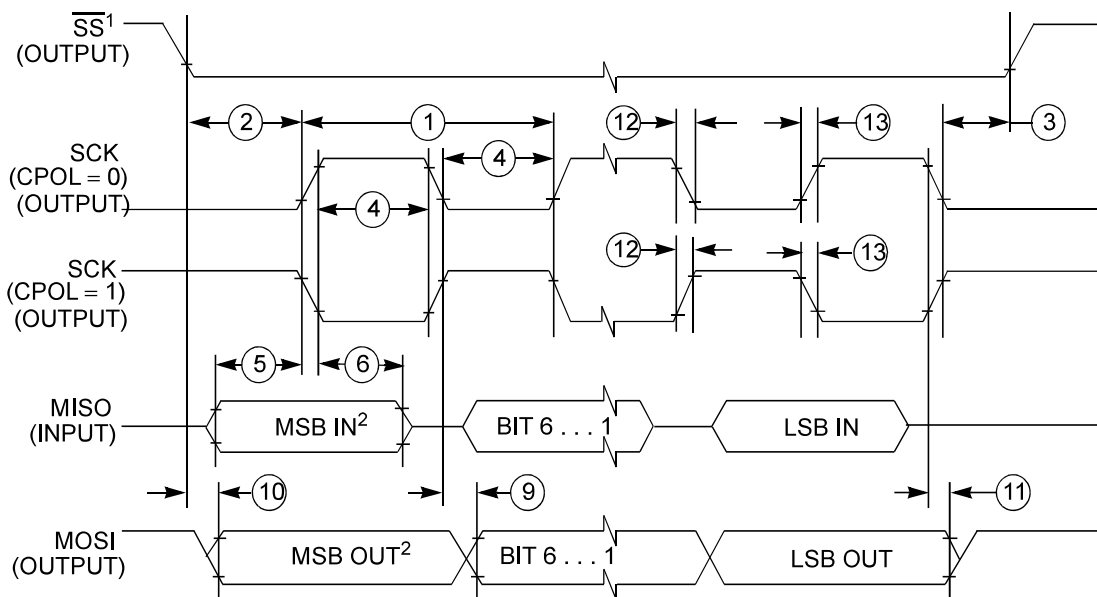 SS¹
(OUTPUT)
2
1
12
13
3
SCK
(CPOL = 0)
(OUTPUT)
4
4
SCK
(CPOL = 1)
(OUTPUT)
12
13
5
6
MISO
(INPUT)
MSB IN²
BIT 6 . . . 1
LSB IN
10
9
11
MOSI
(OUTPUT)
MSB OUT²
BIT 6 . . . 1
LSB OUT